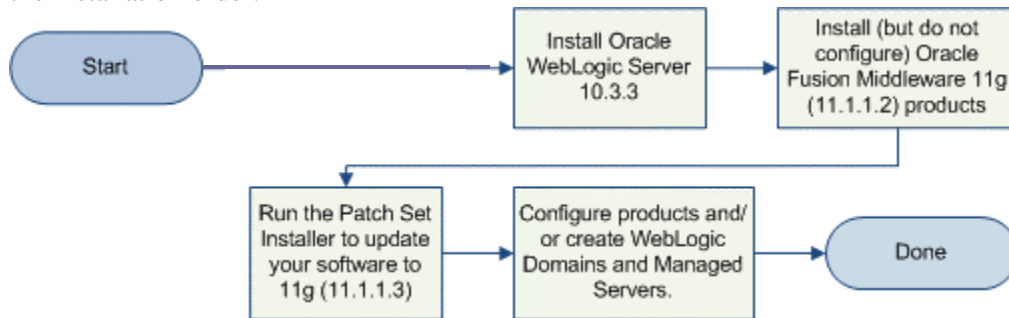 Start
Install Oracle
WebLogic Server
10.3.3
Install (but do not
configure) Oracle
Fusion Middleware 11g
(11.1.1.2) products
Run the Patch Set
Installer to update
your software to
11g (11.1.1.3)
Configure products and/
or create WebLogic
Domains and Managed
Servers.
Done